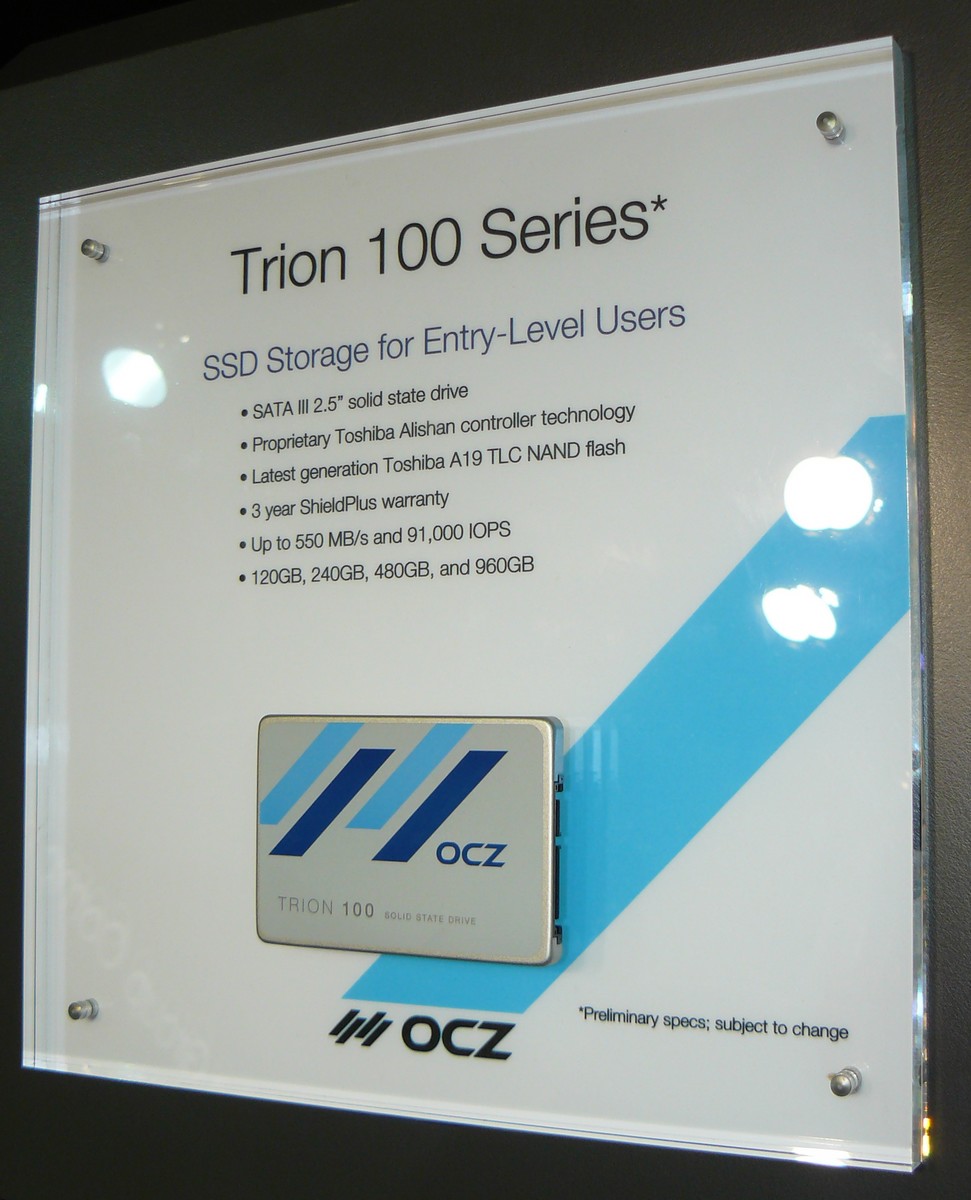 Trion 100 Series*
SSD Storage for Entry-Level Users
• SATA III 2.5” solid state drive
• Proprietary Toshiba Alishan controller technology
• Latest generation Toshiba A19 TLC NAND flash
• 3 year ShieldPlus warranty
• Up to 550 MB/s and 91,000 IOPS
• 120GB, 240GB, 480GB, and 960GB
OCZ
TRION 100 SOLID STATE DRIVE
OCZ
*Preliminary specs; subject to change